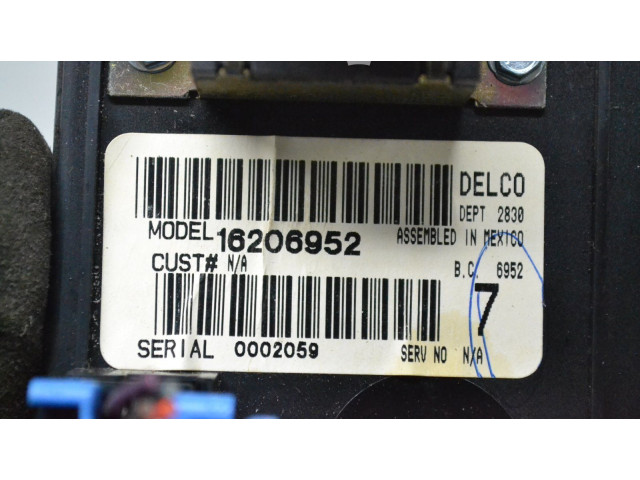 DELCO
DEPT 2830
MODEL 16206952 ASSEMBLED IN MEXICO
CUST# N/A B.C. 6952
7
SERIAL 0002059 SERV NO N/A